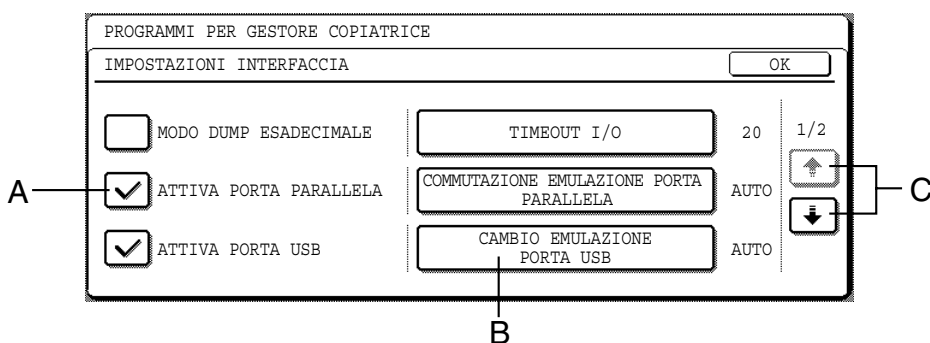 PROGRAMMI PER GESTORE COPIATRICE
IMPOSTAZIONI INTERFACCIA
OK
MODO DUMP ESADECIMALE
TIMEOUT I/O
20
1/2
A
ATTIVA PORTA PARALLELA
COMMUTAZIONE EMULAZIONE PORTA
PARALLELA
AUTO
C
ATTIVA PORTA USB
CAMBIO EMULAZIONE
PORTA USB
AUTO
B